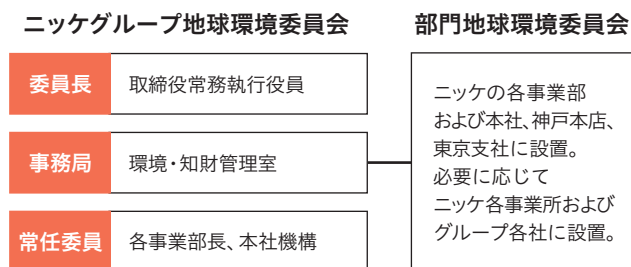 ニッケグループ地球環境委員会
委員長 取締役常務執行役員
事務局 環境・知財管理室
常任委員 各事業部長、本社機構
部門地球環境委員会
ニッケの各事業部
および本社、神戸本店、
東京支社に設置。
必要に応じて
ニッケ各事業所および
グループ各社に設置。